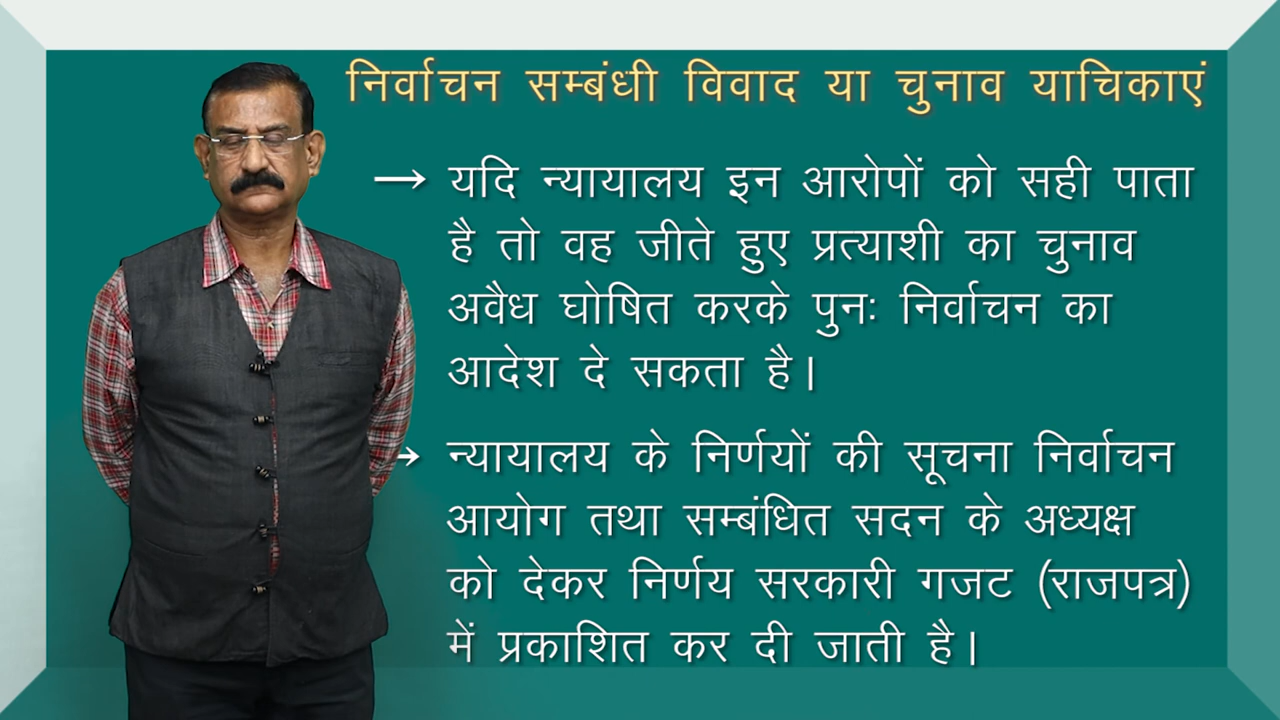 निर्वाचन सम्बंधी विवाद या चुनाव याचिकाएं
→ यदि न्यायालय इन आरोपों को सही पाता
है तो वह जीते हुए प्रत्याशी का चुनाव
अवैध घोषित करके पुनः निर्वाचन का
आदेश दे सकता है।
→ न्यायालय के निर्णयों की सूचना निर्वाचन
आयोग तथा सम्बंधित सदन के अध्यक्ष
को देकर निर्णय सरकारी गजट (राजपत्र)
में प्रकाशित कर दी जाती है।